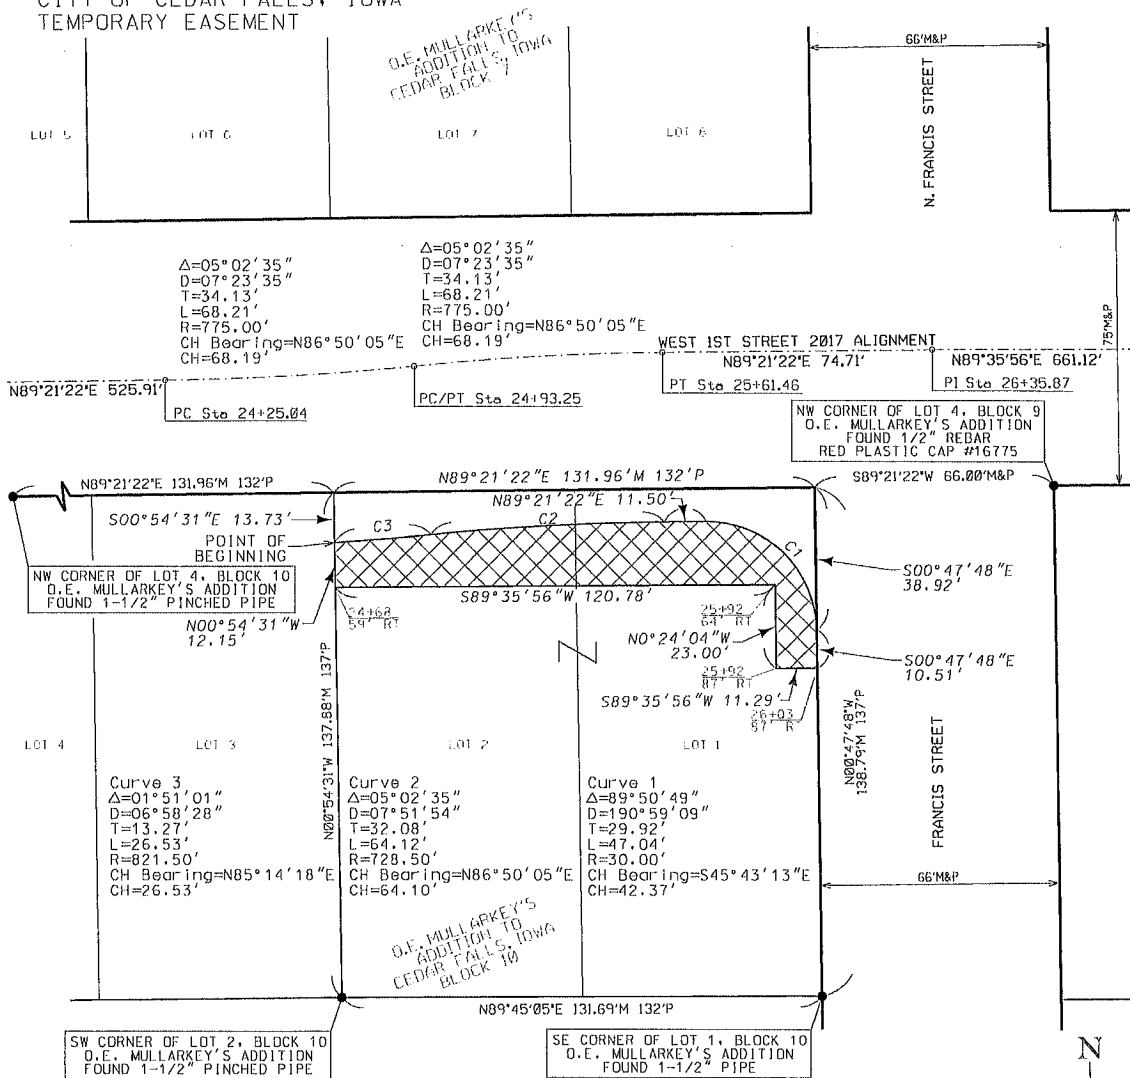 CITY OF CEDAR FALLS, IOWA
TEMPORARY EASEMENT
O.E. MULLARKEY'S
ADDITION TO
CEDAR FALLS, IOWA
BLOCK 7
66'M&P
N. FRANCIS STREET
LOT 5
LOT 6
LOT 7
LOT 8
Δ=05°02'35"
D=07°23'35"
T=34.13'
L=68.21'
R=775.00'
CH Bearing=N86°50'05"E
CH=68.19'
Δ=05°02'35"
D=07°23'35"
T=34.13'
L=68.21'
R=775.00'
CH Bearing=N86°50'05"E
CH=68.19'
75'M&P
WEST 1ST STREET 2017 ALIGNMENT
N89°21'22"E 74.71'
N89°35'56"E 661.12'
N89°21'22"E 525.91'
PC Sta 24+25.04
PC/PT Sta 24+93.25
PT Sta 25+61.46
PI Sta 26+35.87
NW CORNER OF LOT 4, BLOCK 9
O.E. MULLARKEY'S ADDITION
FOUND 1/2" REBAR
RED PLASTIC CAP #16775
N89°21'22"E 131.96'M 132'P
N89°21'22"E 131.96'M 132'P
S89°21'22"W 66.00'M&P
N89°21'22"E 11.50'
S00°54'31"E 13.73'
C3
C2
C1
POINT OF
BEGINNING
NW CORNER OF LOT 4, BLOCK 10
O.E. MULLARKEY'S ADDITION
FOUND 1-1/2" PINCHED PIPE
S00°47'48"E
38.92'
S89°35'56"W 120.78'
24+68
59' RT
25+92
64' RT
N00°54'31"W
12.15'
N0°24'04"W
23.00'
S00°47'48"E
10.51'
25+92
87' RT
S89°35'56"W 11.29'
26+03
87' R
N00°54'31"W 137.88'M 137'P
N00°47'48"W
138.79'M 137'P
FRANCIS STREET
LOT 4
LOT 3
LOT 2
LOT 1
Curve 3
Δ=01°51'01"
D=06°58'28"
T=13.27'
L=26.53'
R=821.50'
CH Bearing=N85°14'18"E
CH=26.53'
Curve 2
Δ=05°02'35"
D=07°51'54"
T=32.08'
L=64.12'
R=728.50'
CH Bearing=N86°50'05"E
CH=64.10'
Curve 1
Δ=89°50'49"
D=190°59'09"
T=29.92'
L=47.04'
R=30.00'
CH Bearing=S45°43'13"E
CH=42.37'
66'M&P
O.E. MULLARKEY'S
ADDITION TO
CEDAR FALLS, IOWA
BLOCK 10
N89°45'05"E 131.69'M 132'P
SW CORNER OF LOT 2, BLOCK 10
O.E. MULLARKEY'S ADDITION
FOUND 1-1/2" PINCHED PIPE
SE CORNER OF LOT 1, BLOCK 10
O.E. MULLARKEY'S ADDITION
FOUND 1-1/2" PIPE
N